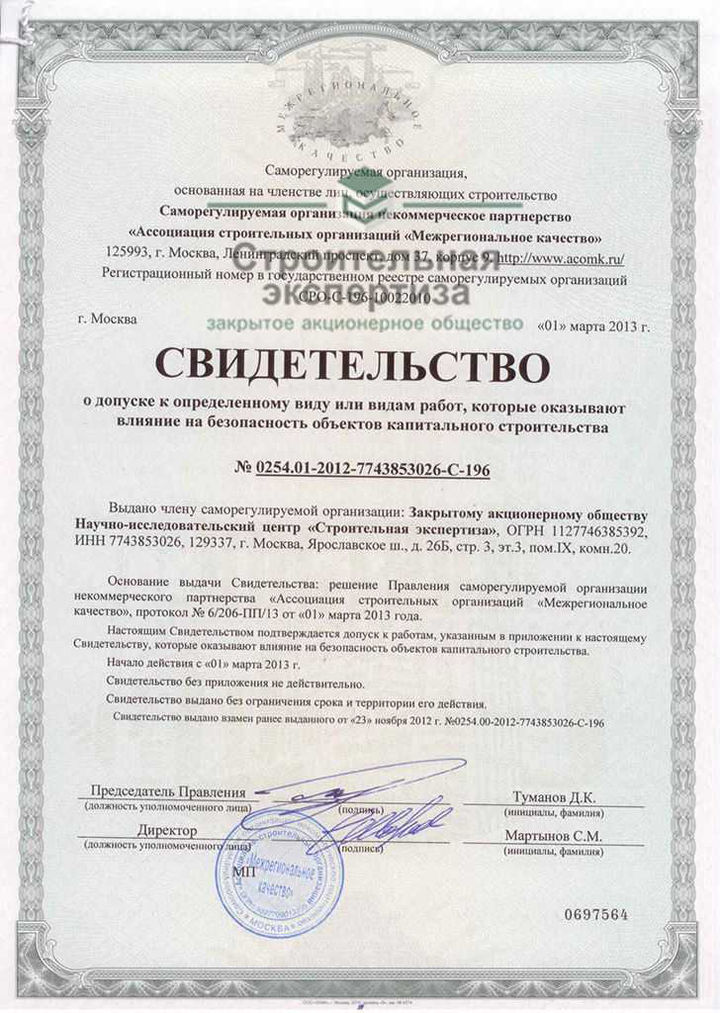 МЕЖРЕГИОНАЛЬНОЕ
КАЧЕСТВО
Саморегулируемая организация,
основанная на членстве лиц, осуществляющих строительство
Саморегулируемая организация некоммерческое партнерство
«Ассоциация строительных организаций «Межрегиональное качество»
125993, г. Москва, Ленинградский проспект, дом 37, корпус 9, http://www.acomk.ru/
Строительная
Регистрационный номер в государственном реестре саморегулируемых организаций
экспертиза
СРО-С-196-10022010
г. Москва
закрытое акционерное общество
«01» марта 2013 г.
СВИДЕТЕЛЬСТВО
о допуске к определенному виду или видам работ, которые оказывают
влияние на безопасность объектов капитального строительства
№ 0254.01-2012-7743853026-С-196
Выдано члену саморегулируемой организации: Закрытому акционерному обществу
Научно-исследовательский центр «Строительная экспертиза», ОГРН 1127746385392,
ИНН 7743853026, 129337, г. Москва, Ярославское ш., д. 26Б, стр. 3, эт.3, пом.IX, комн.20.
Основание выдачи Свидетельства: решение Правления саморегулируемой организации
некоммерческого партнерства «Ассоциация строительных организаций «Межрегиональное
качество», протокол № 6/206-ПП/13 от «01» марта 2013 года.
Настоящим Свидетельством подтверждается допуск к работам, указанным в приложении к настоящему
Свидетельству, которые оказывают влияние на безопасность объектов капитального строительства.
Начало действия с «01» марта 2013 г.
Свидетельство без приложения не действительно.
Свидетельство выдано без ограничения срока и территории его действия.
Свидетельство выдано взамен ранее выданного от «23» ноября 2012 г. №0254.00-2012-7743853026-С-196
Председатель Правления
Туманов Д.К.
(должность уполномоченного лица)
(подпись)
(инициалы, фамилия)
Директор
Мартынов С.М.
(должность уполномоченного лица)
(подпись)
(инициалы, фамилия)
МП
«Межрегиональное
качество»
МОСКВА
0697564